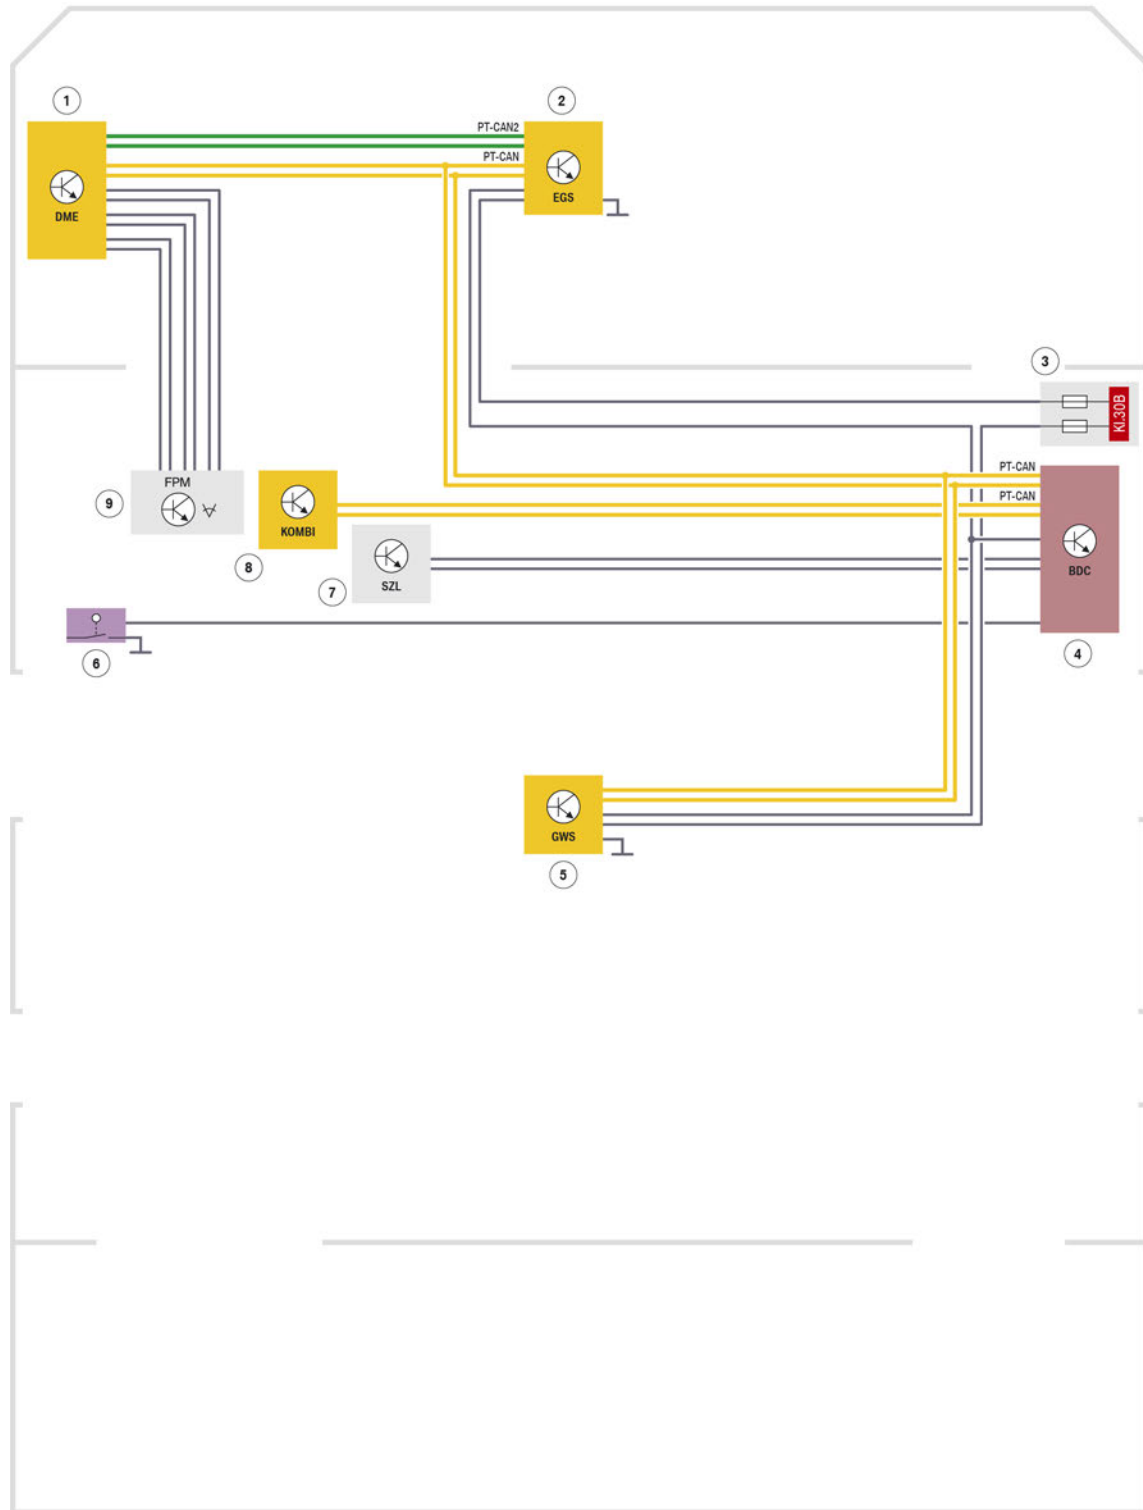 1
2
PT-CAN2
PT-CAN
DME
EGS
3
KI.30B
PT-CAN
PT-CAN
FPM
9
KOMBI
8
BDC
SZL
7
6
4
GWS
5